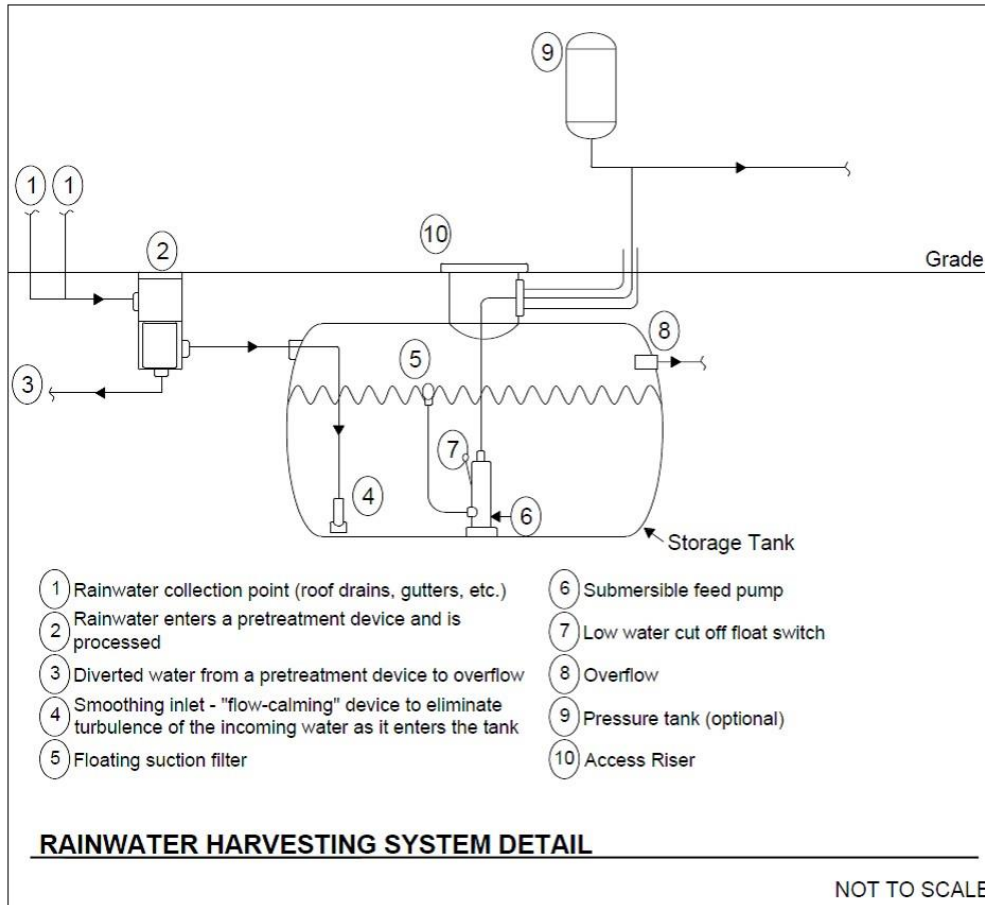 9
1 1
10
2
Grade
8
5
3
7
4
6
Storage Tank
1 Rainwater collection point (roof drains, gutters, etc.)
2 Rainwater enters a pretreatment device and is
processed
3 Diverted water from a pretreatment device to overflow
4 Smoothing inlet - "flow-calming" device to eliminate
turbulence of the incoming water as it enters the tank
5 Floating suction filter
6 Submersible feed pump
7 Low water cut off float switch
8 Overflow
9 Pressure tank (optional)
10 Access Riser
RAINWATER HARVESTING SYSTEM DETAIL
NOT TO SCALE